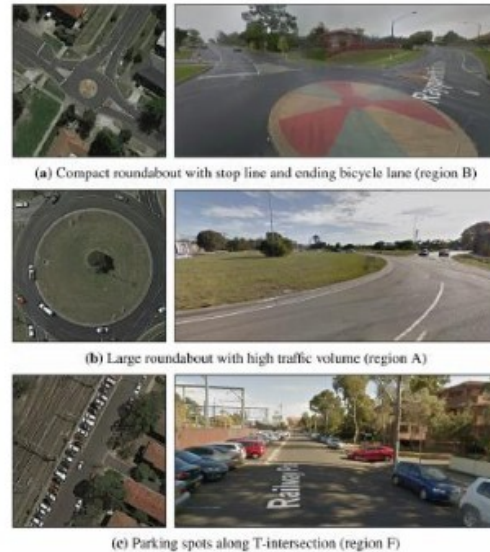 (a) Compact roundabout with stop line and ending bicycle lane (region B)
(b) Large roundabout with high traffic volume (region A)
Railway
(c) Parking spots along T-intersection (region F)